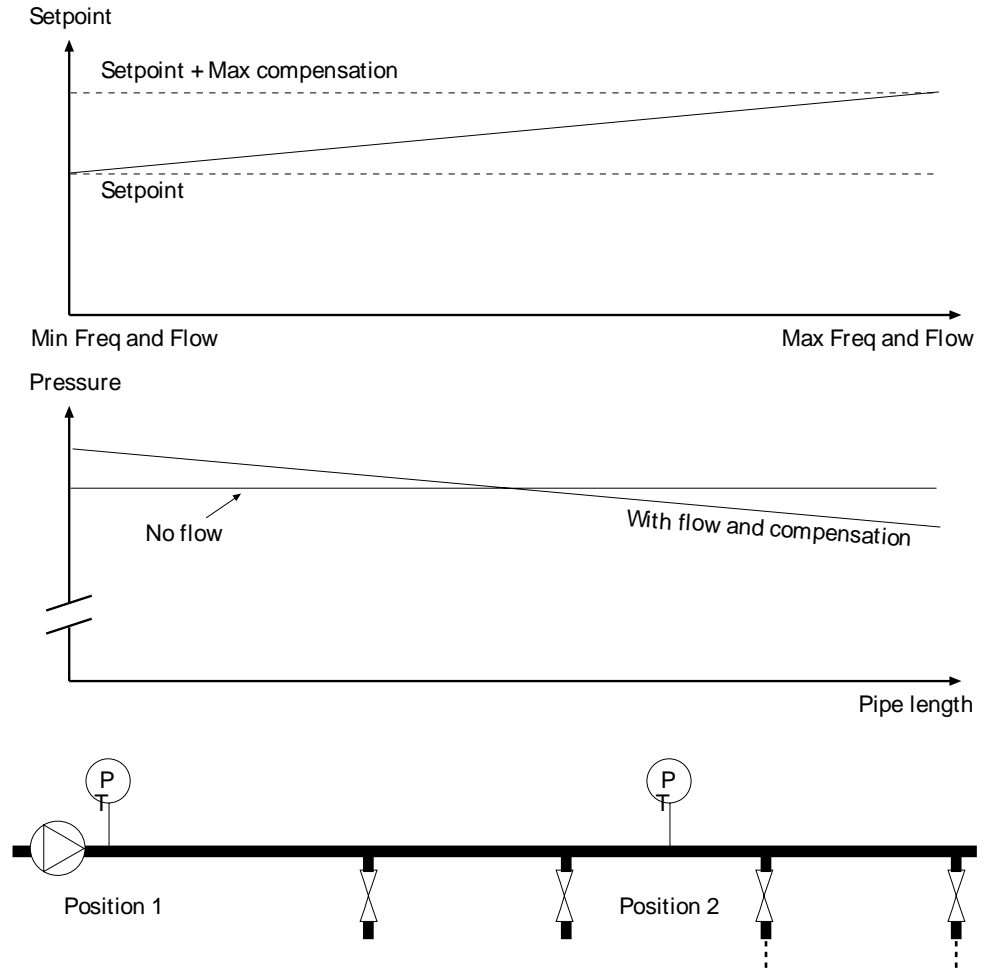 Setpoint
Setpoint + Max compensation
Setpoint
Min Freq and Flow
Max Freq and Flow
Pressure
No flow
With flow and compensation
Pipe length
P
T
P
T
Position 1
Position 2